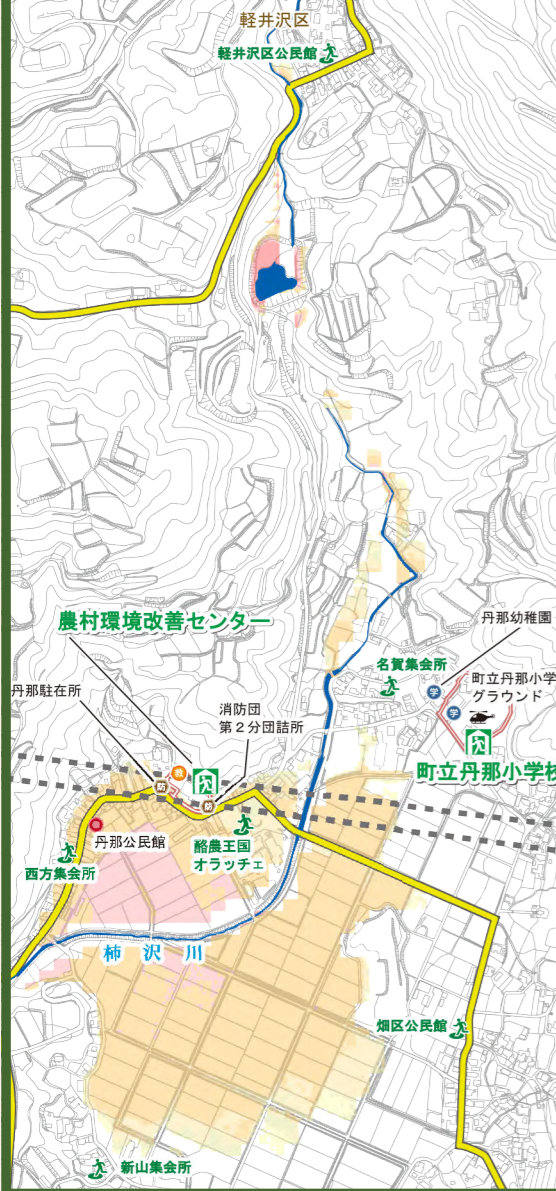 軽井沢区
軽井沢区公民館
農村環境改善センター
丹那幼稚園
名賀集会所
丹那駐在所
町立丹那小学
グラウンド
学
学
消防団
第2分団詰所
町立丹那小学校
教
防
防
丹那公民館
酪農王国
オラッチェ
西方集会所
柿沢川
畑区公民館
新山集会所